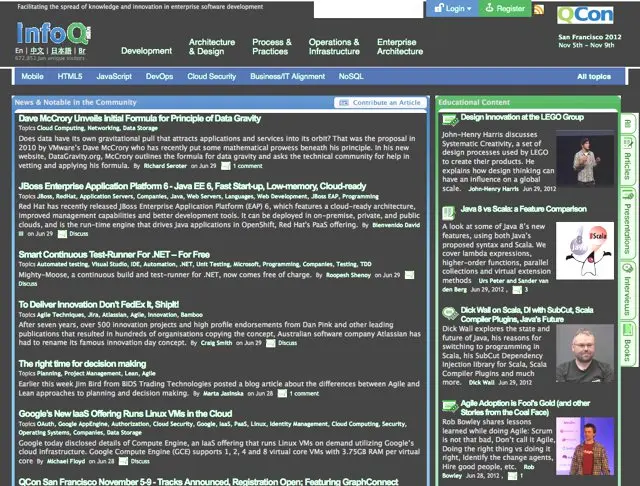 Facilitating the spread of knowledge and innovation in enterprise software development
Login
Register
InfoQ
QCon
San Francisco 2012
Nov 5th - Nov 9th
En | 中文 | 日本語 | Br
672,852 Jun unique visitors
Development
Architecture
& Design
Process &
Practices
Operations &
Infrastructure
Enterprise
Architecture
Mobile HTML5 JavaScript DevOps Cloud Security Business/IT Alignment NoSQL All topics
News & Notable in the Community
Contribute an Article
Dave McCrory Unveils Initial Formula for Principle of Data Gravity
Topics Cloud Computing, Networking, Data Storage
Does data have its own gravitational pull that attracts applications and services into its orbit? That was the proposal in
2010 by VMware's Dave McCrory who has recently put some mathematical prowess behind his principle. In his new
website, DataGravity.org, McCrory outlines the formula for data gravity and asks the technical community for help in
vetting and applying his formula. By Richard Seroter on Jun 29 1 comment
JBoss Enterprise Application Platform 6 - Java EE 6, Fast Start-up, Low-memory, Cloud-ready
Topics JBoss, RedHat, Application Servers, Companies, Java, Web Servers, Languages, Web Development, JBoss EAP, Programming
Red Hat has recently released JBoss Enterprise Application Platform (EAP) 6, which features a cloud-ready architecture,
improved management capabilities and better development tools. It can be deployed in on-premise, private, and public
clouds, and is the run-time engine that drives Java applications in OpenShift, Red Hat's PaaS offering. By Bienvenido David
III on Jun 29 Discuss
Smart Continuous Test-Runner For .NET – For Free
Topics Automated testing, Visual Studio, IDE, Automation, .NET, Unit Testing, Microsoft, Programming, Companies, Testing, TDD
Mighty-Moose, a continuous build and test-runner for .NET, now comes free of charge. By Roopesh Shenoy on Jun 29
Discuss
To Deliver Innovation Don't FedEx It, ShipIt!
Topics Agile Techniques, Jira, Atlassian, Agile, Innovation, Bamboo
After seven years, over 500 innovation projects and high profile endorsements from Dan Pink and other leading
publications that resulted in hundreds of organisations copying the concept, Australian software company Atlassian has
had to rename its famous innovation day concept. By Craig Smith on Jun 29 Discuss
The right time for decision making
Topics Planning, Project Management, Lean, Agile
Earlier this week Jim Bird from BIOS Trading Technologies posted a blog article about the differences between Agile and
Lean approaches to planning and decision making. By Marta Jasinska on Jun 28 1 comment
Google's New IaaS Offering Runs Linux VMs in the Cloud
Topics OAuth, Google AppEngine, Authorization, Cloud Security, Google, IaaS, PaaS, Linux, Identity Management, Cloud Computing, Security,
Operating Systems, Companies, Data Storage
Google today disclosed details of Compute Engine, an IaaS offering that runs Linux VMs on demand utilizing Google's
cloud infrastructure. Google Compute Engine (GCE) supports 1, 2, 4 and 8 virtual core VMs with 3.75GB RAM per virtual
core By Michael Floyd on Jun 28 Discuss
QCon San Francisco November 5-9 - Tracks Announced, Registration Open; Featuring GraphConnect
Educational Content
Design Innovation at the LEGO Group
John-Henry Harris discusses
Systematic Creativity, a set of
design processes used by LEGO
to create their products. He
explains how design thinking can
have an influence on a global
scale. John-Henry Harris Jun 29, 2012
Java 8 vs Scala: a Feature Comparison
A look at some of Java 8's new
features, using both Java's
proposed syntax and Scala. We
cover lambda expressions,
higher-order functions, parallel
collections and virtual extension
methods Urs Peter and Sander van
den Berg Jun 29, 2012 , 3
Scala
Dick Wall on Scala, DI with SubCut, Scala
Compiler Plugins, Java's Future
Dick Wall explores the state and
future of Java, his reasons for
switching to programming in
Scala, his SubCut Dependency
Injection library for Scala, Scala
Compiler Plugins and much
more. Dick Wall Jun 29, 2012
Agile Adoption is Fool's Gold (and other
Stories from the Coal Face)
Rob Bowley shares lessons
learned while doing Agile: Scrum
is not that bad, Don't call it Agile,
Doing the right thing vs doing it
right, Identify the change agents,
Hire good people, etc. Rob
Bowley Jun 28, 2012 , 1
All
Articles
Presentations
Interviews
Books